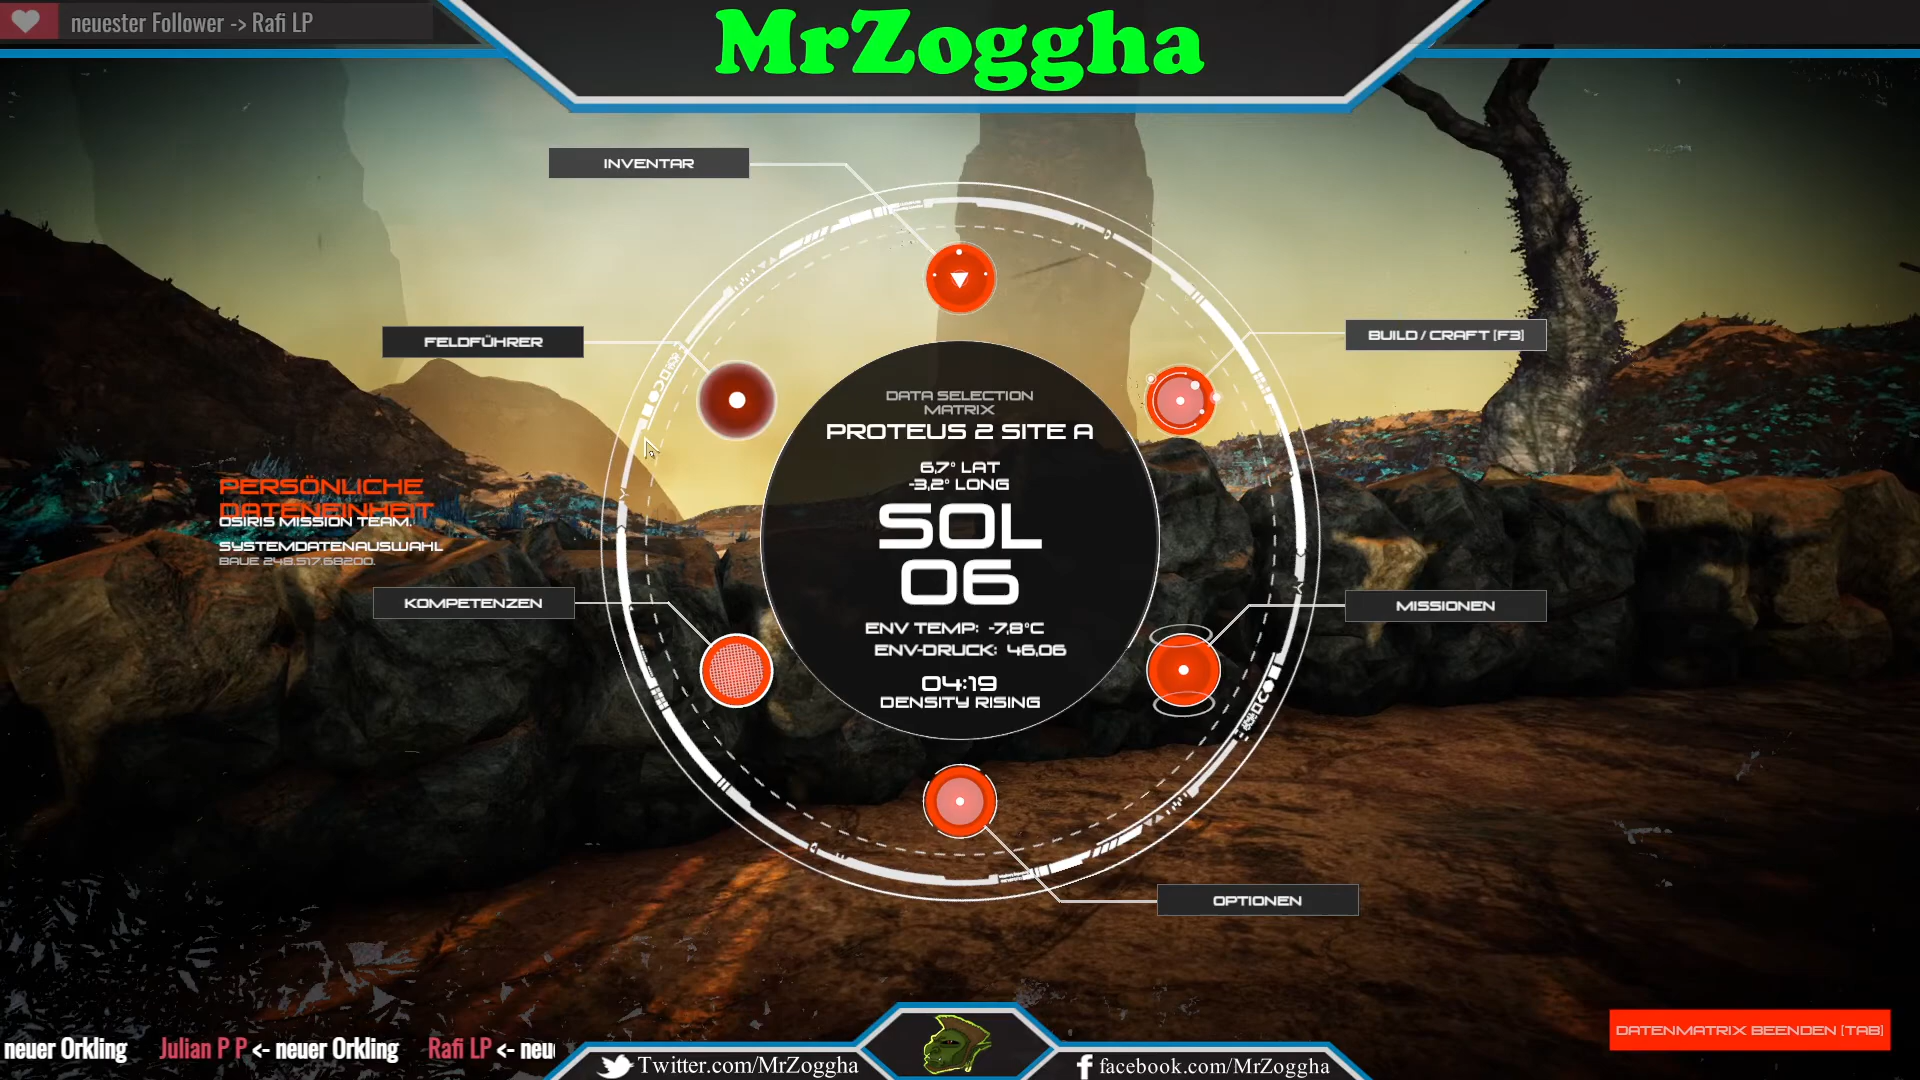 neuester Follower -> Rafi LP
MrZoggha
INVENTAR
FELDFÜHRER
BUILD / CRAFT [F3]
DATA SELECTION
MATRIX
PROTEUS 2 SITE A
6,7° LAT
-3,2° LONG
SOL
06
ENV TEMP: -7,8°C
ENV-DRUCK: 46,06
04:19
DENSITY RISING
PERSÖNLICHE
DATENEINHEIT
OSIRIS MISSION TEAM.
SYSTEMDATENAUSWAHL
BAUE 248.517.68200.
KOMPETENZEN
MISSIONEN
OPTIONEN
DATENMATRIX BEENDEN [TAB]
neuer Orkling Julian P P <- neuer Orkling Rafi LP <- neu
Twitter.com/MrZoggha
facebook.com/MrZoggha